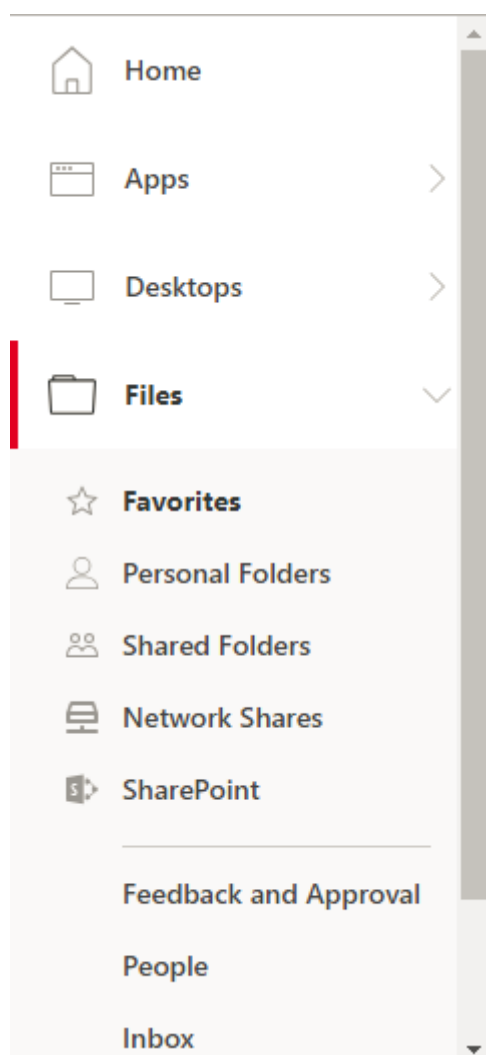 Home
Apps
Desktops
Files
Favorites
Personal Folders
Shared Folders
Network Shares
SharePoint
Feedback and Approval
People
Inbox